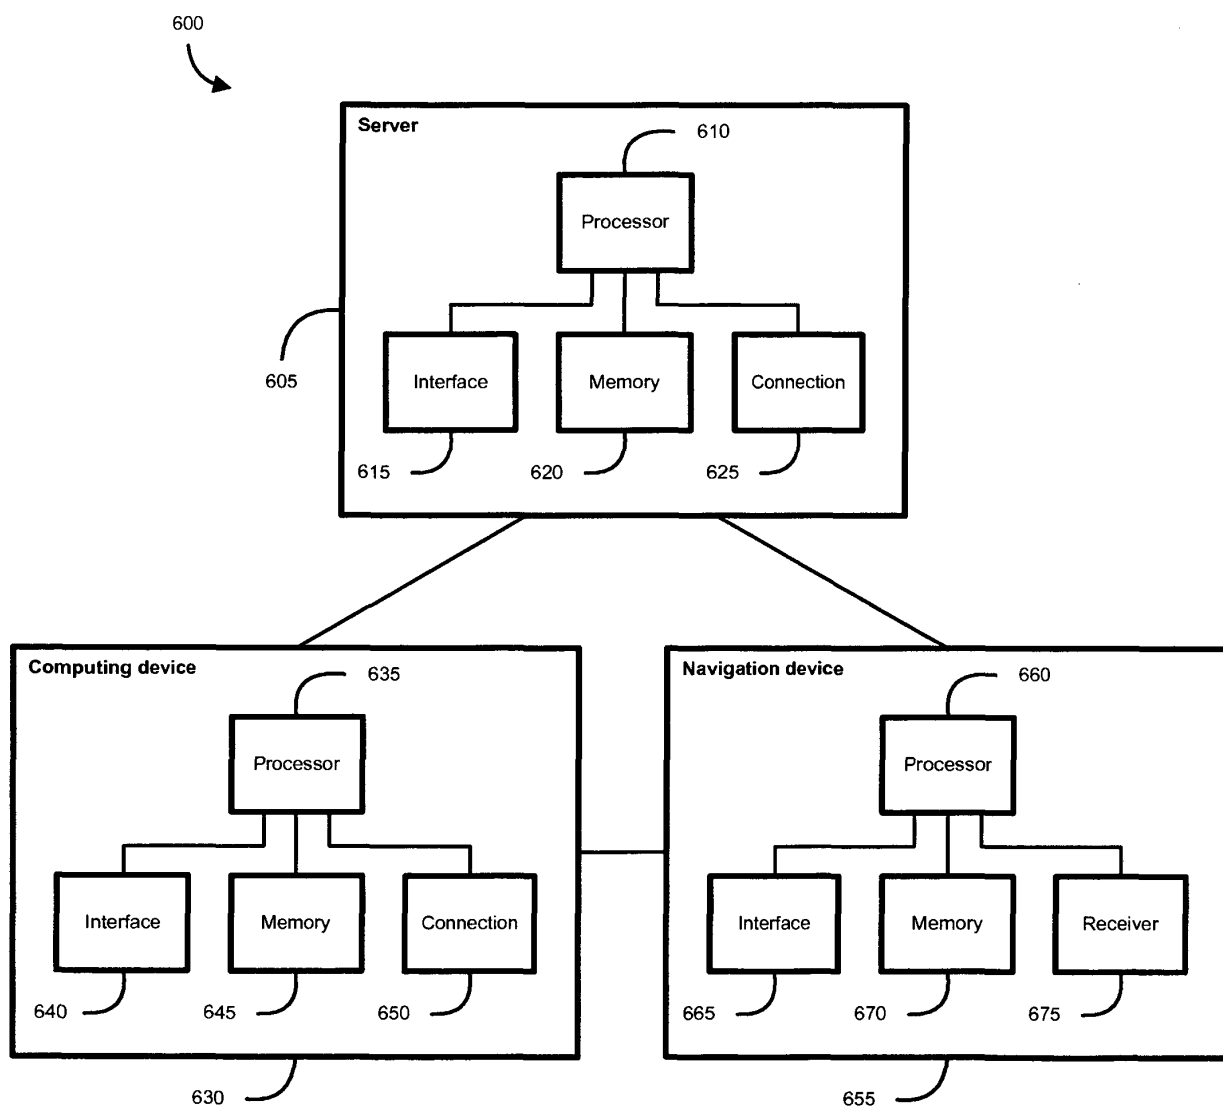 600
Server
610
Processor
605
Interface
Memory
Connection
615
620
625
Computing device
635
Processor
Interface
Memory
Connection
640
645
650
630
Navigation device
660
Processor
Interface
Memory
Receiver
665
670
675
655